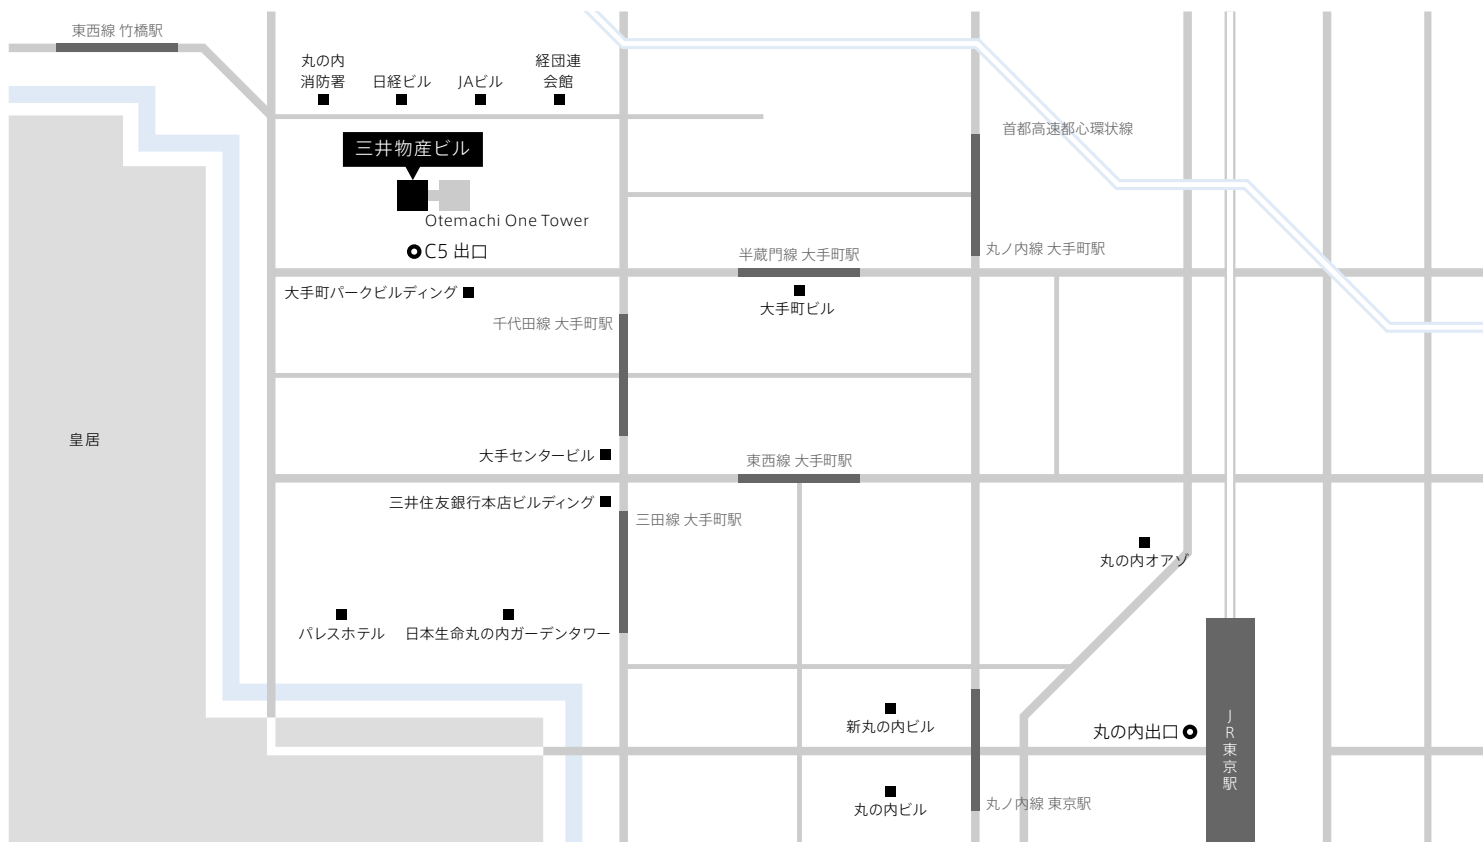 東西線 竹橋駅
丸の内
消防署
日経ビル
JAビル
経団連
会館
首都高速都心環状線
三井物産ビル
Otemachi One Tower
C5 出口
半蔵門線 大手町駅
丸ノ内線 大手町駅
大手町パークビルディング
大手町ビル
千代田線 大手町駅
皇居
大手センタービル
東西線 大手町駅
三井住友銀行本店ビルディング
三田線 大手町駅
丸の内オアゾ
パレスホテル
日本生命丸の内ガーデンタワー
新丸の内ビル
丸の内出口
JR東京駅
丸の内ビル
丸ノ内線 東京駅